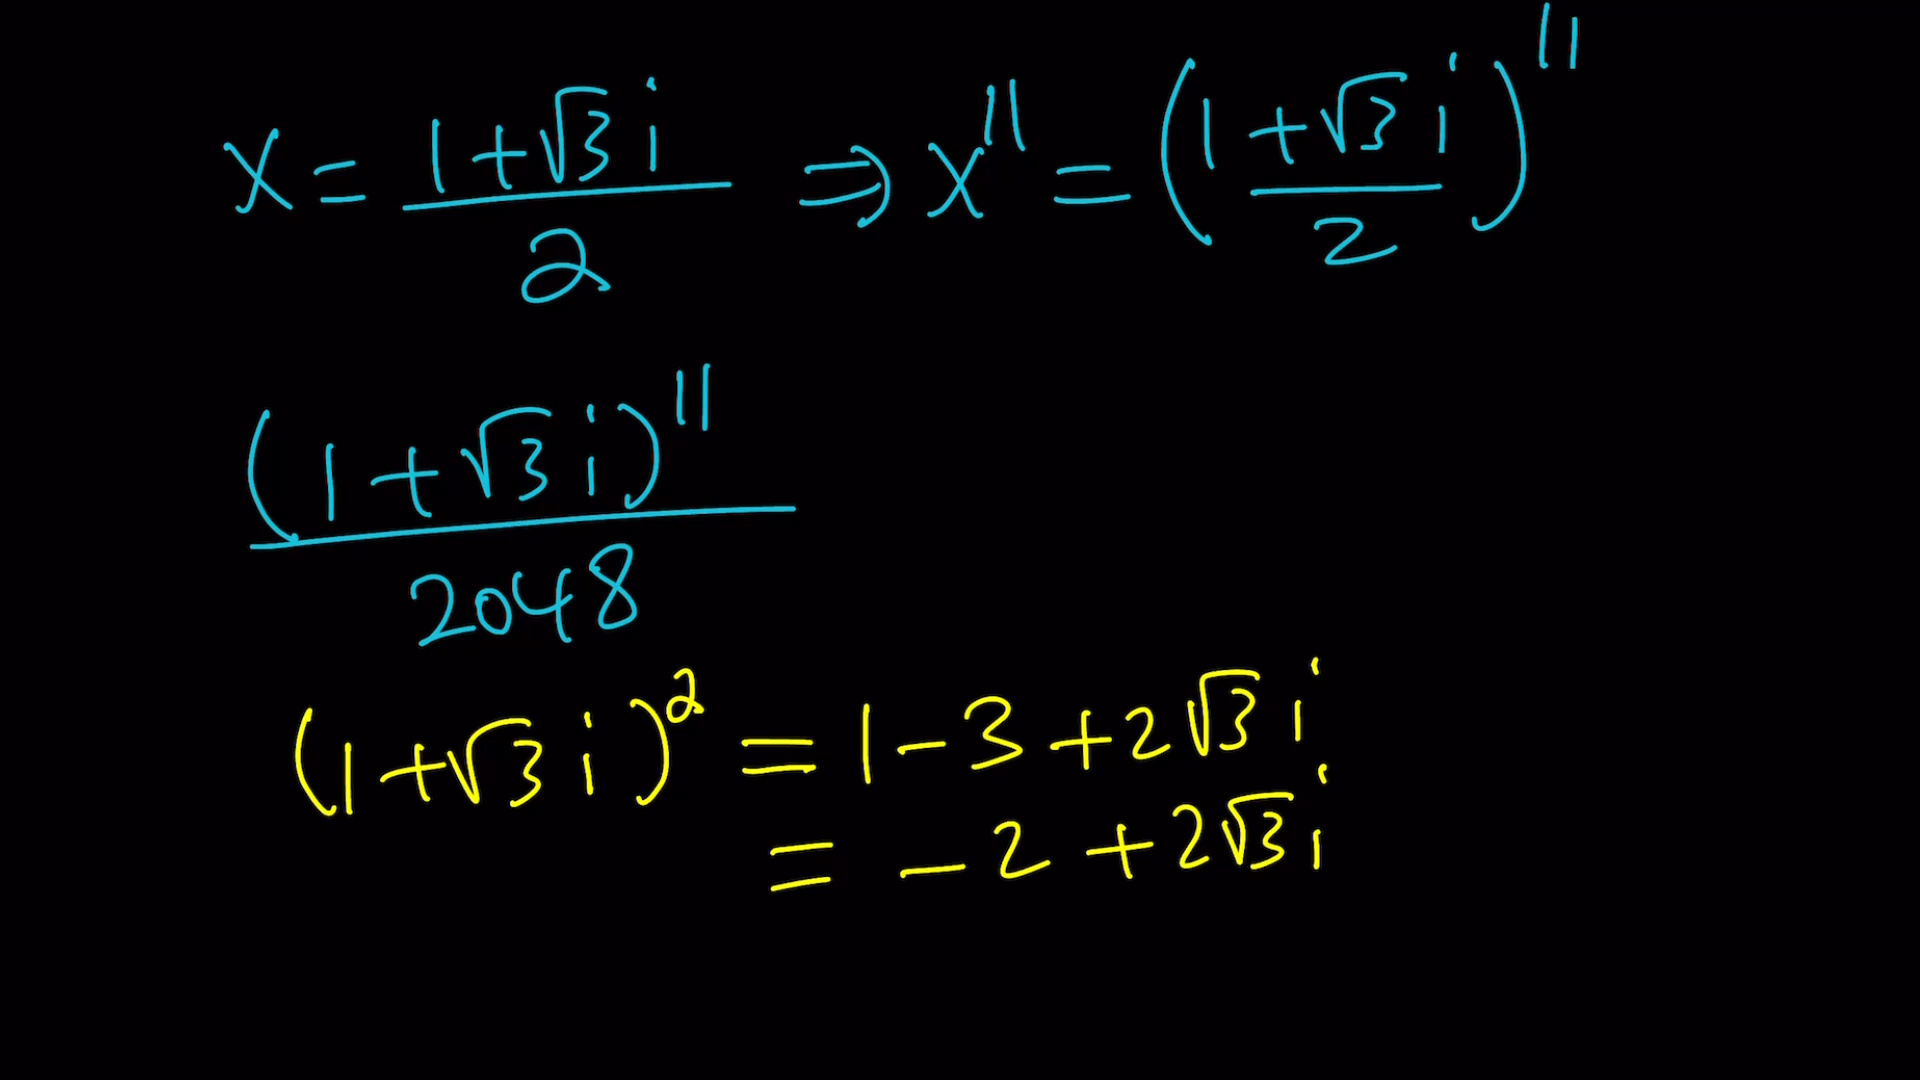 x = (1+√3 i)/2 ⇒ x¹¹ = ((1+√3 i)/2)¹¹
(1+√3 i)¹¹/2048
(1+√3 i)² = 1-3+2√3 i
= -2+2√3 i